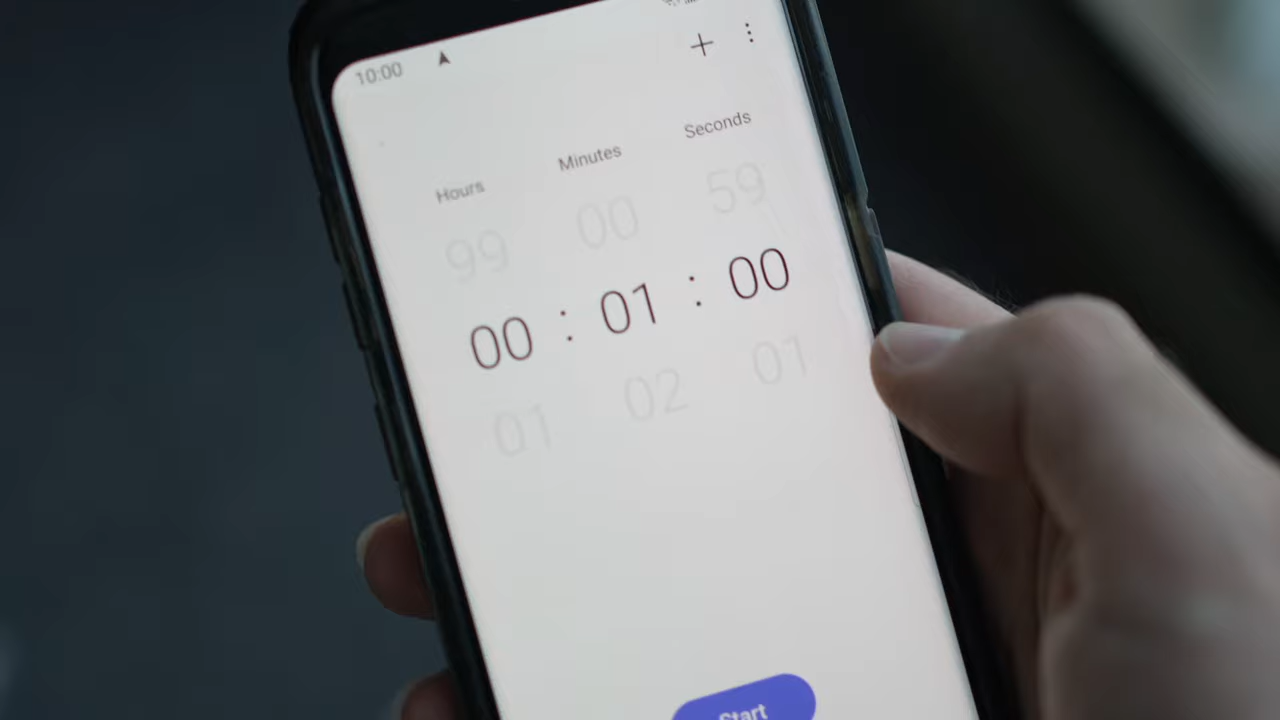 10:00
Hours Minutes Seconds
99 00 59
00 : 01 : 00
01 02 01
Start